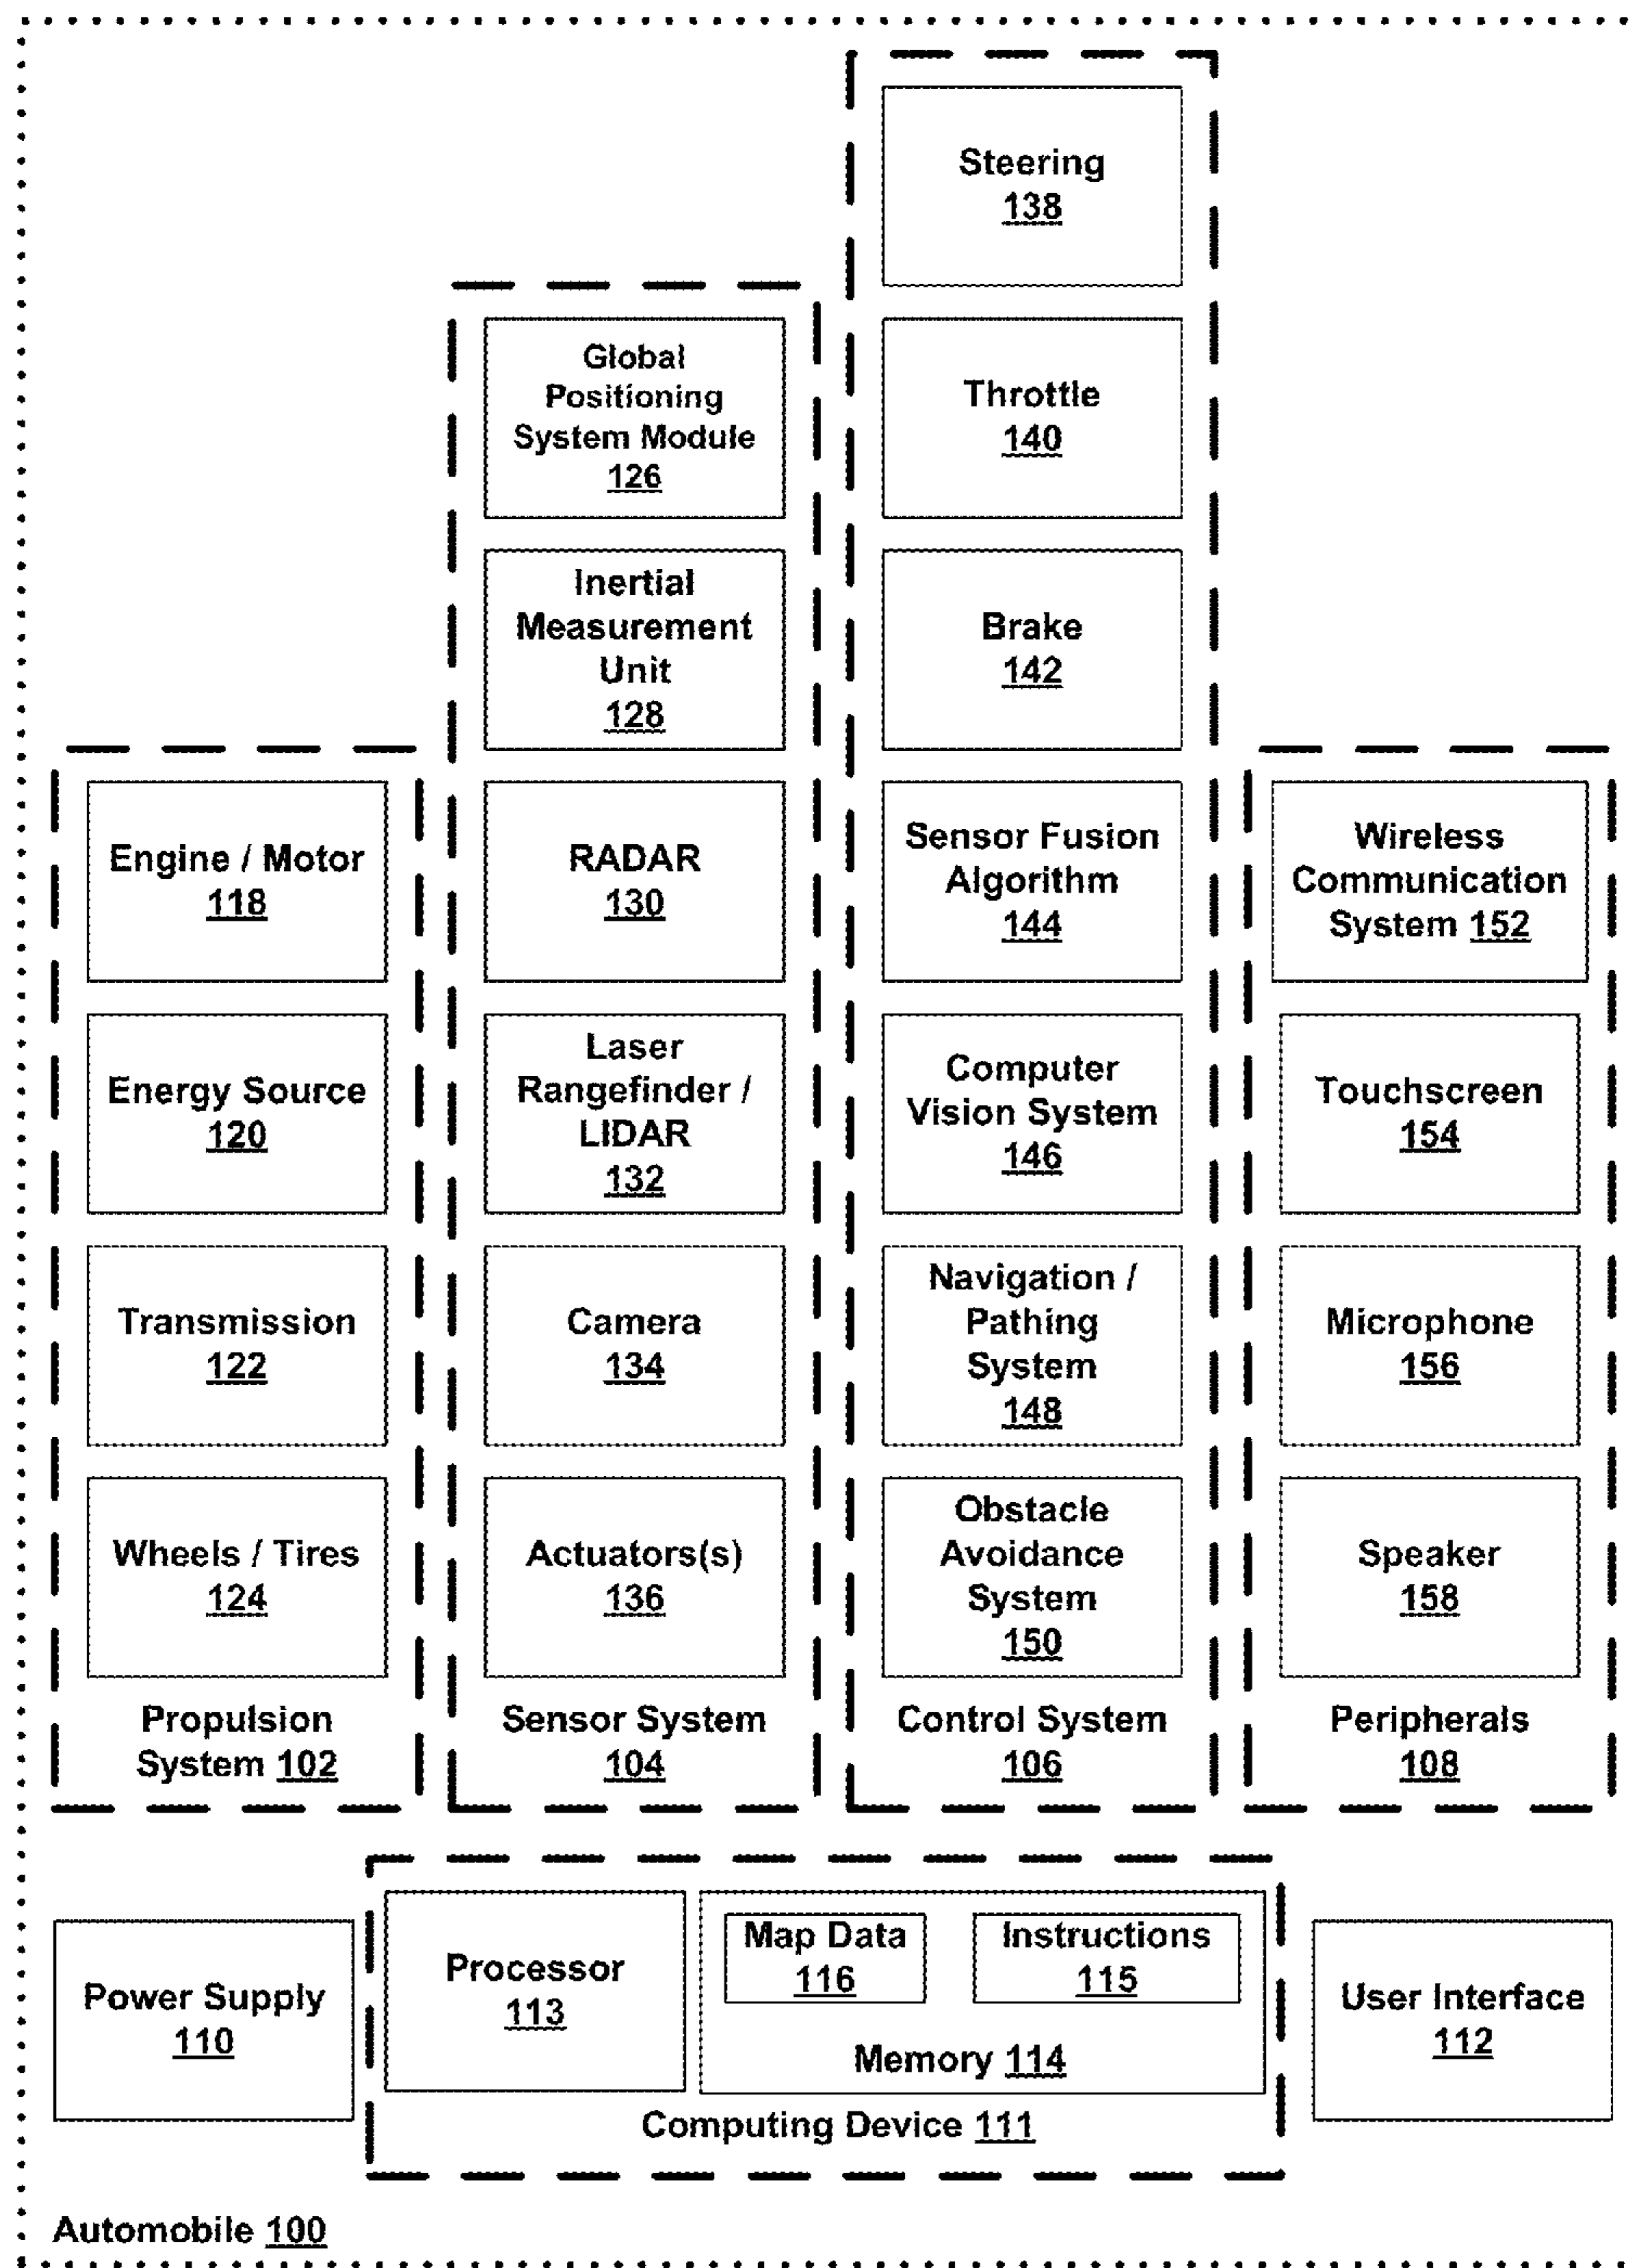 Steering
138
Global
Positioning
System Module
126
Throttle
140
Inertial
Measurement
Unit
128
Brake
142
Engine / Motor
118
RADAR
130
Sensor Fusion
Algorithm
144
Wireless
Communication
System 152
Energy Source
120
Laser
Rangefinder /
LIDAR
132
Computer
Vision System
146
Touchscreen
154
Transmission
122
Camera
134
Navigation /
Pathing
System
148
Microphone
156
Wheels / Tires
124
Actuators(s)
136
Obstacle
Avoidance
System
150
Speaker
158
Propulsion
System 102
Sensor System
104
Control System
106
Peripherals
108
Power Supply
110
Processor
113
Map Data
116
Instructions
115
Memory 114
Computing Device 111
User Interface
112
Automobile 100